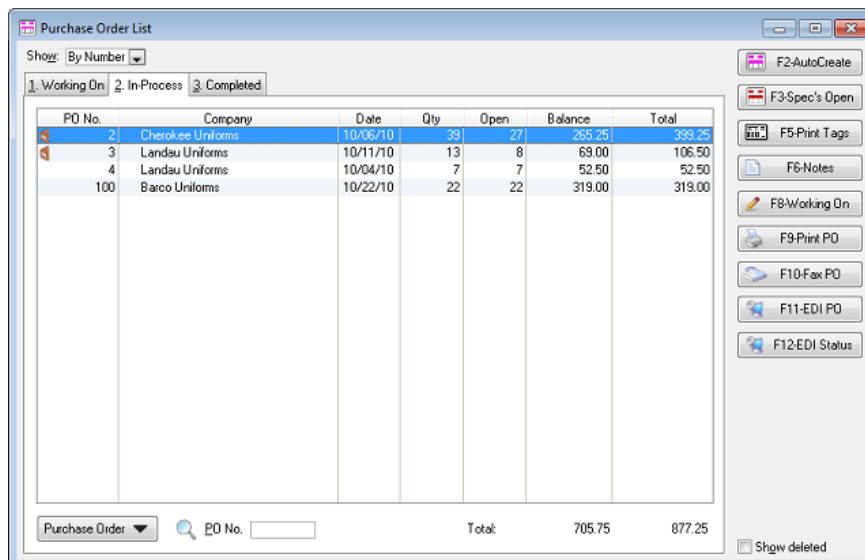 Purchase Order List
Show: By Number
1. Working On 2. In-Process 3. Completed
PO No. Company Date Qty Open Balance Total
2 Cherokee Uniforms 10/06/10 39 27 265.25 399.25
3 Landau Uniforms 10/11/10 13 8 69.00 106.50
4 Landau Uniforms 10/04/10 7 7 52.50 52.50
100 Barco Uniforms 10/22/10 22 22 319.00 319.00
Purchase Order PO No. Total: 705.75 877.25
F2-AutoCreate
F3-Spec's Open
F5-Print Tags
F6-Notes
F8-Working On
F9-Print PO
F10-Fax PO
F11-EDI PO
F12-EDI Status
Show deleted